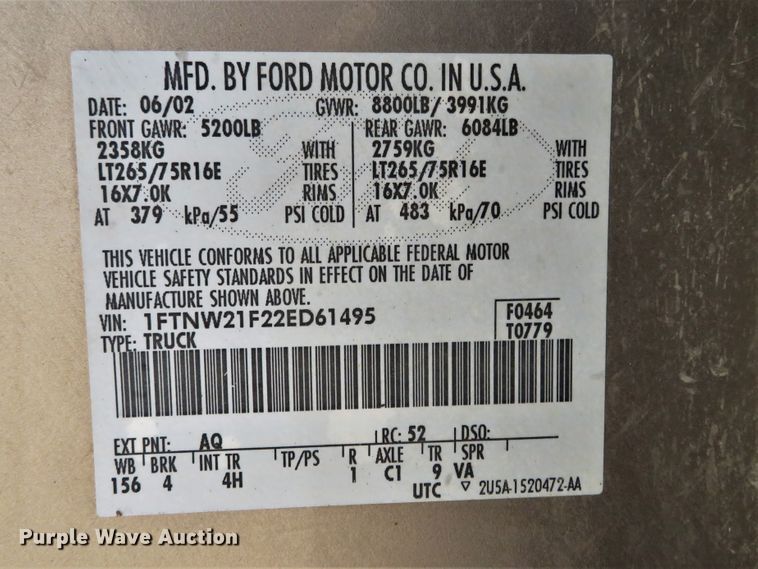 MFD. BY FORD MOTOR CO. IN U.S.A.
DATE: 06/02 GVWR: 8800LB/ 3991KG
FRONT GAWR: 5200LB REAR GAWR: 6084LB
2358KG WITH 2759KG WITH
LT265/75R16E TIRES LT265/75R16E TIRES
16X7.0K RIMS 16X7.0K RIMS
AT 379 kPa/55 PSI COLD AT 483 kPa/70 PSI COLD
THIS VEHICLE CONFORMS TO ALL APPLICABLE FEDERAL MOTOR
VEHICLE SAFETY STANDARDS IN EFFECT ON THE DATE OF
MANUFACTURE SHOWN ABOVE.
VIN: 1FTNW21F22ED61495 F0464
TYPE: TRUCK T0779
EXT PNT: AQ RC: 52 DSO:
WB BRK INT TR TP/PS R AXLE TR SPR
156 4 4H 1 C1 9 VA
UTC ▽ 2U5A-1520472-AA
Purple Wave Auction